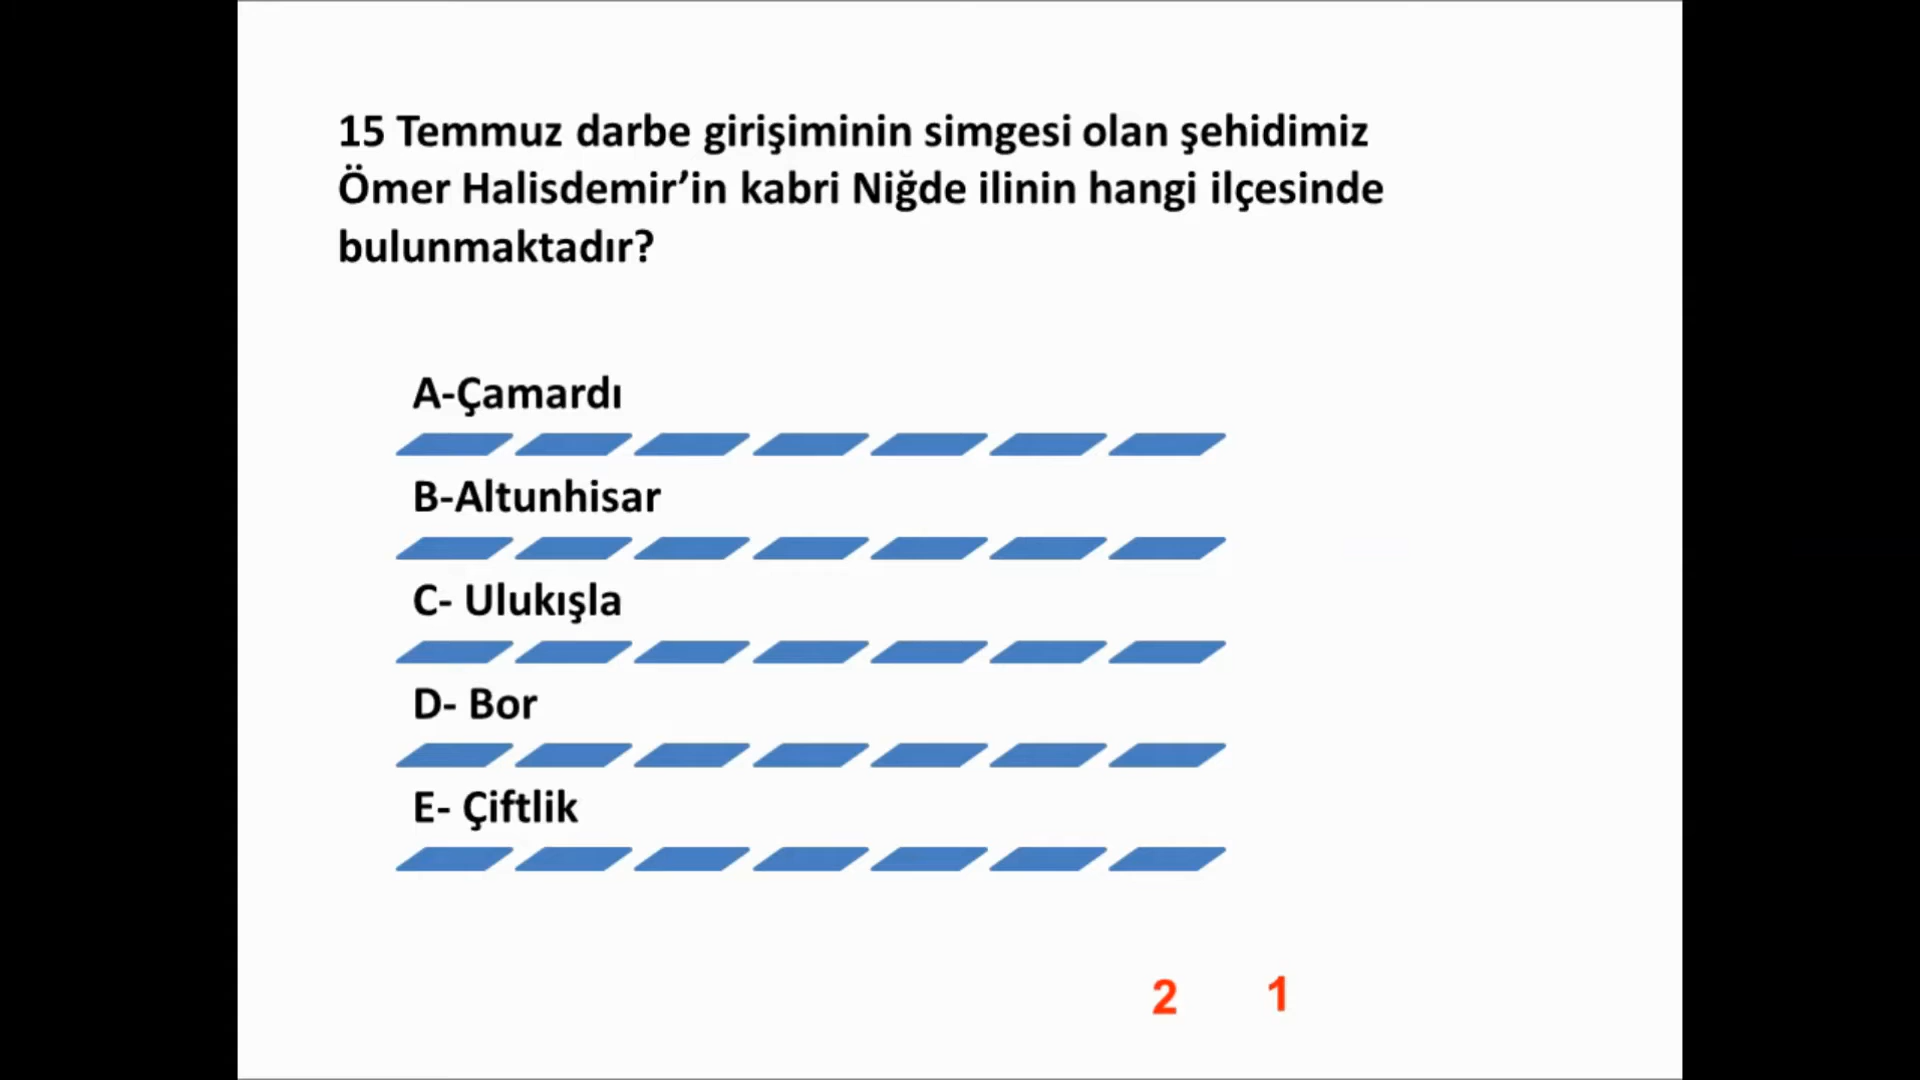 15 Temmuz darbe girişiminin simgesi olan şehidimiz
Ömer Halisdemir’in kabri Niğde ilinin hangi ilçesinde
bulunmaktadır?
A-Çamardı
B-Altunhisar
C- Ulukışla
D- Bor
E- Çiftlik
2 1